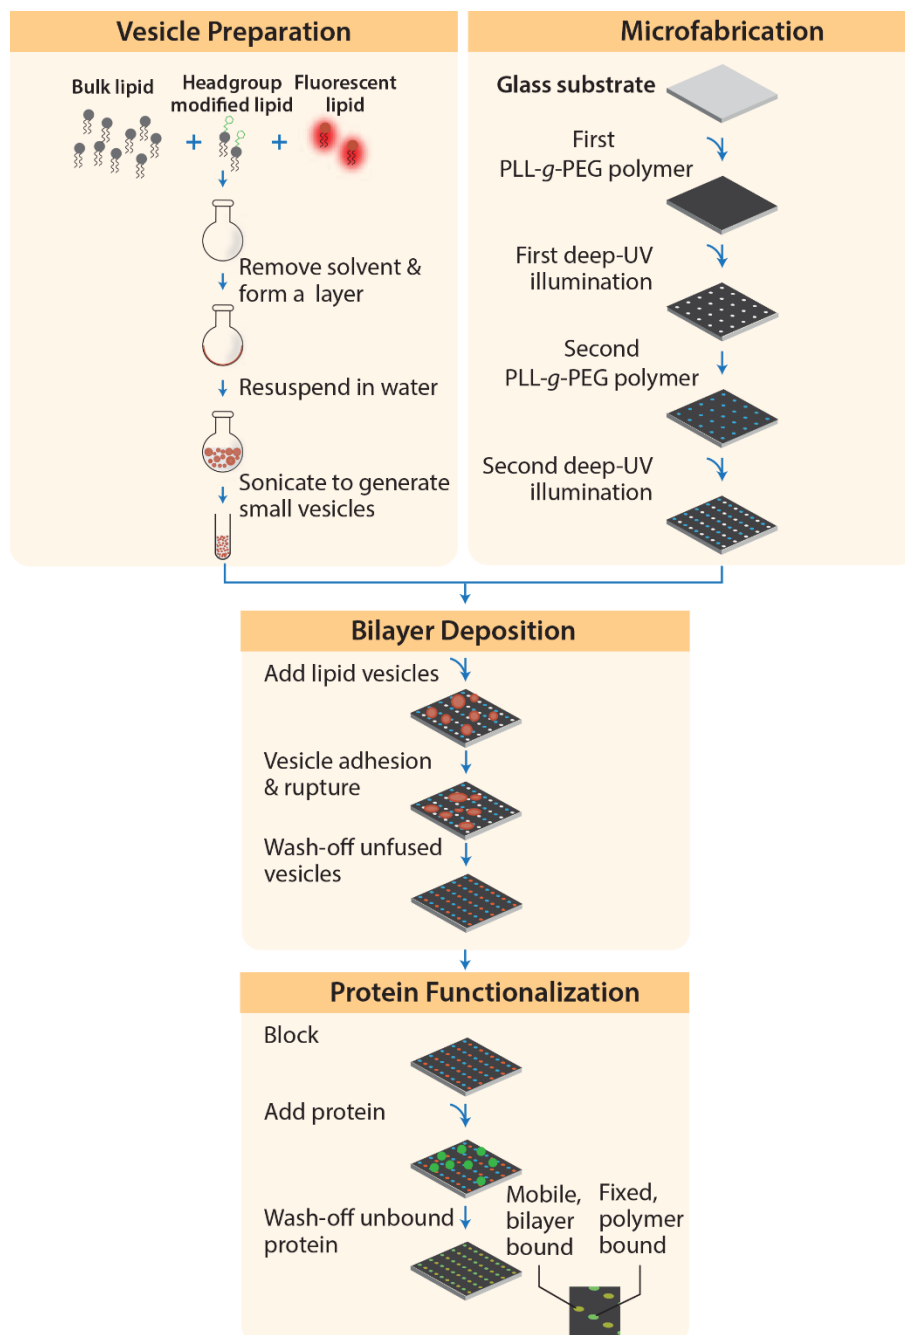 Vesicle Preparation
Bulk lipid
Headgroup
modified lipid
Fluorescent
lipid
+
+
Remove solvent &
form a layer
Resuspend in water
Sonicate to generate
small vesicles
Microfabrication
Glass substrate
First
PLL-g-PEG polymer
First deep-UV
illumination
Second
PLL-g-PEG polymer
Second deep-UV
illumination
Bilayer Deposition
Add lipid vesicles
Vesicle adhesion
& rupture
Wash-off unfused
vesicles
Protein Functionalization
Block
Add protein
Wash-off unbound
protein
Mobile,
bilayer
bound
Fixed,
polymer
bound